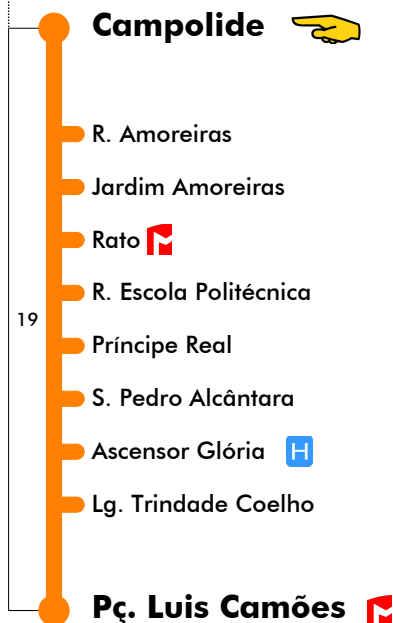 Campolide
R. Amoreiras
Jardim Amoreiras
Rato
R. Escola Politécnica
19
Príncipe Real
S. Pedro Alcântara
Ascensor Glória H
Lg. Trindade Coelho
Pç. Luis Camões